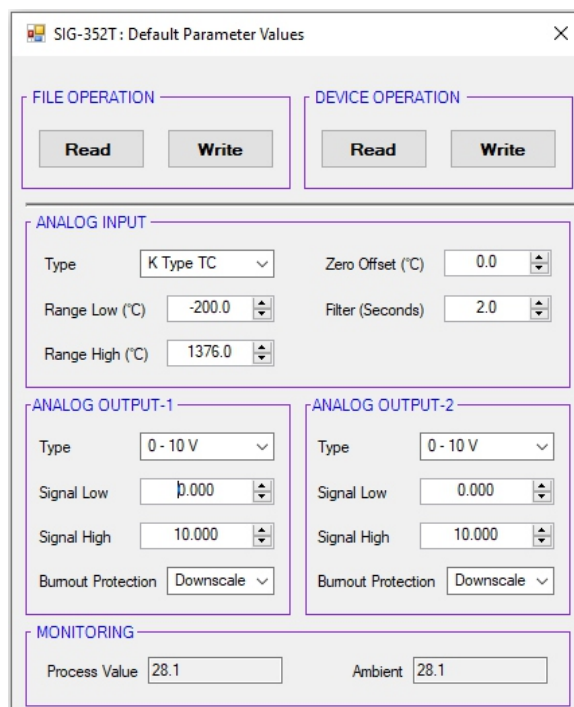 SIG-352T : Default Parameter Values
FILE OPERATION
Read Write
DEVICE OPERATION
Read Write
ANALOG INPUT
Type K Type TC
Zero Offset (°C) 0.0
Range Low (°C) -200.0
Filter (Seconds) 2.0
Range High (°C) 1376.0
ANALOG OUTPUT-1
Type 0 - 10 V
Signal Low 0.000
Signal High 10.000
Burnout Protection Downscale
ANALOG OUTPUT-2
Type 0 - 10 V
Signal Low 0.000
Signal High 10.000
Burnout Protection Downscale
MONITORING
Process Value 28.1
Ambient 28.1